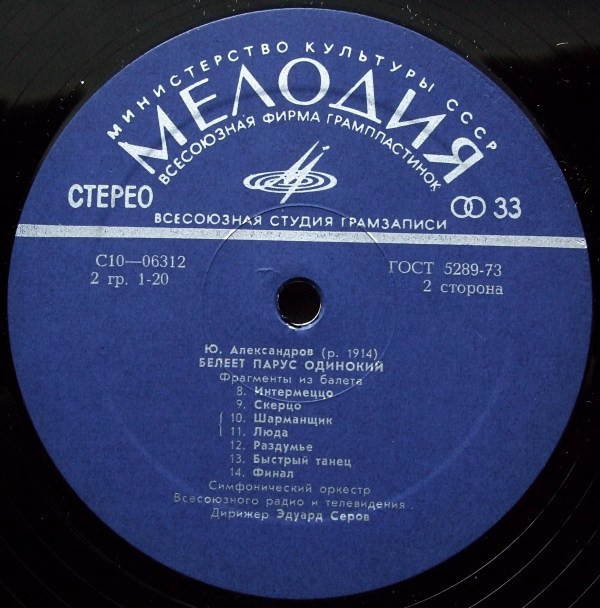 МИНИСТЕРСТВО КУЛЬТУРЫ СССР
МЕЛОДИЯ
ВСЕСОЮЗНАЯ ФИРМА ГРАМПЛАСТИНОК
СТЕРЕО
33
ВСЕСОЮЗНАЯ СТУДИЯ ГРАМЗАПИСИ
С10—06312
ГОСТ 5289-73
2 гр. 1-20
2 сторона
Ю. Александров (р. 1914)
БЕЛЕЕТ ПАРУС ОДИНОКИЙ
Фрагменты из балета
8. Интермеццо
9. Скерцо
10. Шарманщик
11. Люда
12. Раздумье
13. Быстрый танец
14. Финал
Симфонический оркестр
Всесоюзного радио и телевидения
Дирижер Эдуард Серов